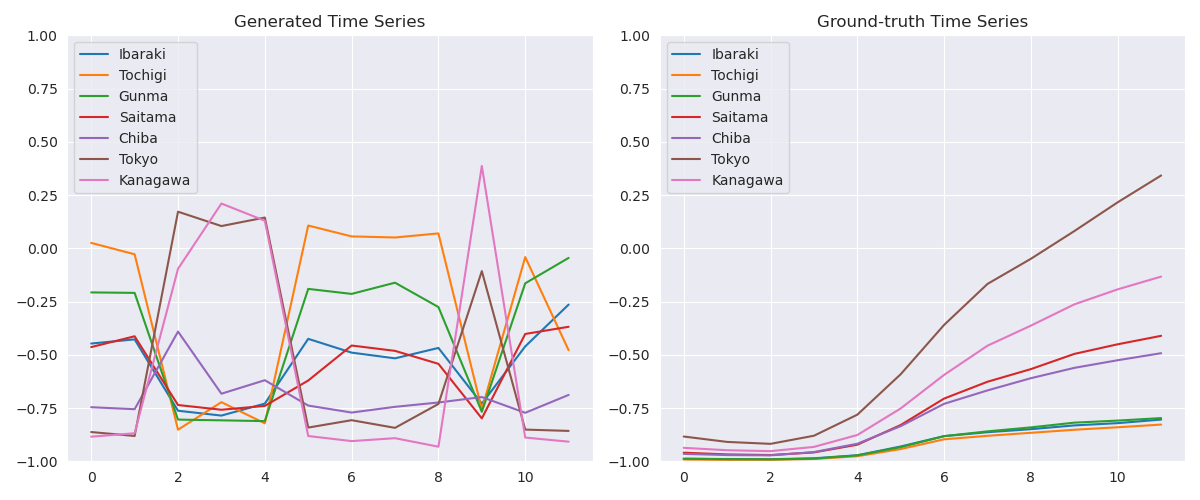 Generated Time Series
1.00
0.75
0.50
0.25
0.00
−0.25
−0.50
−0.75
−1.00
0 2 4 6 8 10
Ibaraki
Tochigi
Gunma
Saitama
Chiba
Tokyo
Kanagawa
Ground-truth Time Series
1.00
0.75
0.50
0.25
0.00
−0.25
−0.50
−0.75
−1.00
0 2 4 6 8 10
Ibaraki
Tochigi
Gunma
Saitama
Chiba
Tokyo
Kanagawa